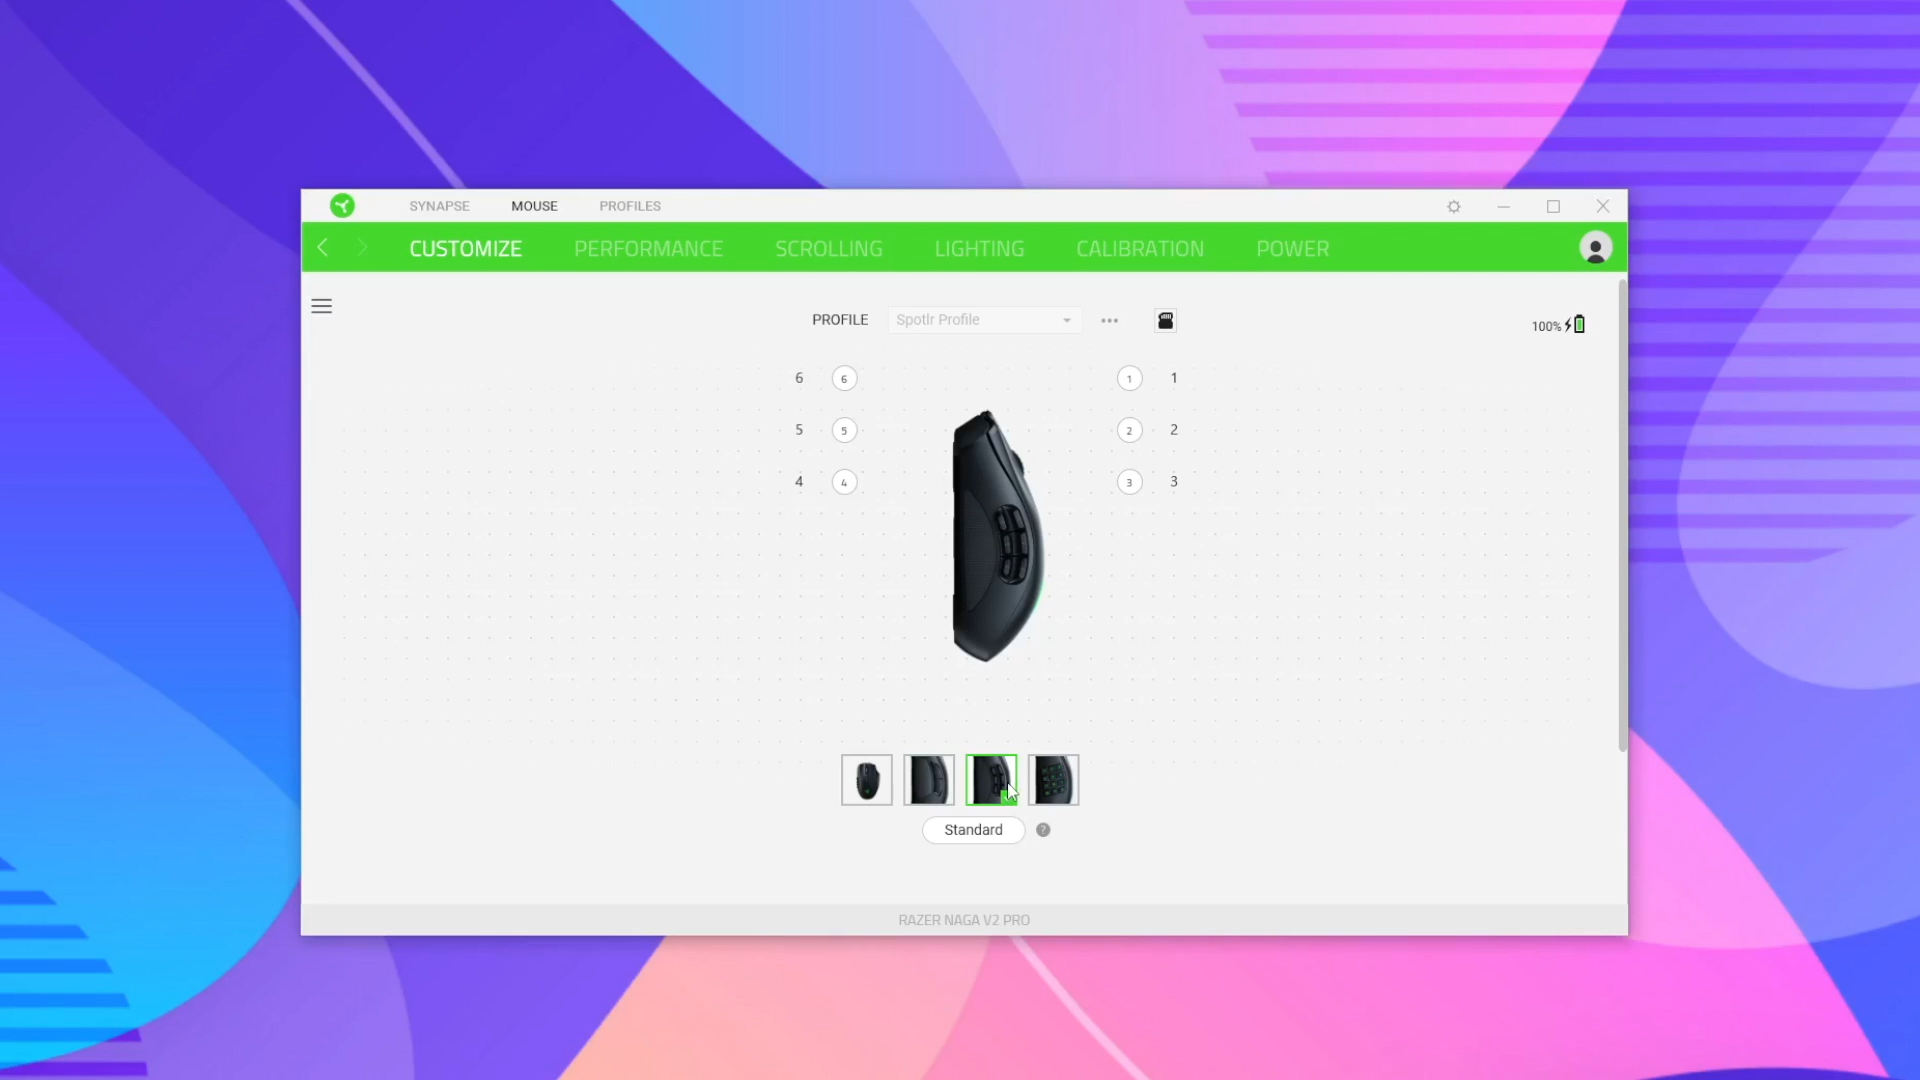 SYNAPSE MOUSE PROFILES
CUSTOMIZE PERFORMANCE SCROLLING LIGHTING CALIBRATION POWER
PROFILE Spotlr Profile
100%
6 6 1 1
5 5 2 2
4 4 3 3
Standard ?
RAZER NAGA V2 PRO